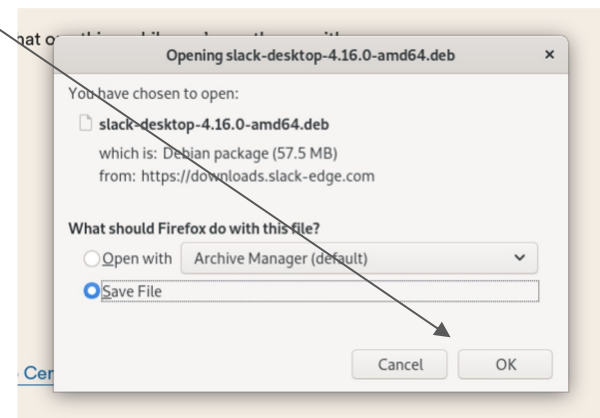 Opening slack-desktop-4.16.0-amd64.deb
You have chosen to open:
slack-desktop-4.16.0-amd64.deb
which is: Debian package (57.5 MB)
from: https://downloads.slack-edge.com
What should Firefox do with this file?
Open with Archive Manager (default)
Save File
Cancel OK
Cer